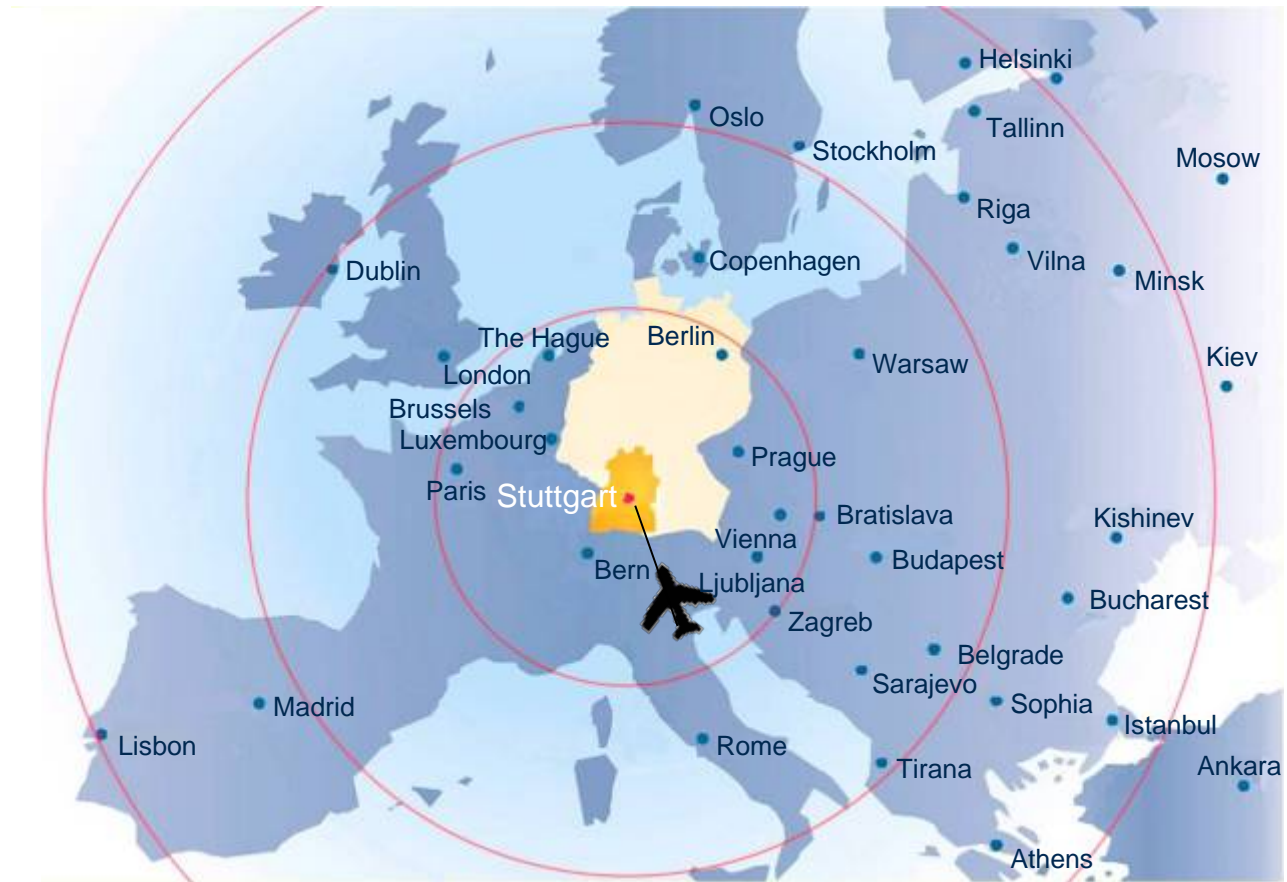 Helsinki
Oslo
Tallinn
Stockholm
Mosow
Riga
Dublin
Copenhagen
Vilna
Minsk
The Hague
Berlin
London
Warsaw
Kiev
Brussels
Luxembourg
Prague
Paris
Stuttgart
Bratislava
Kishinev
Vienna
Bern
Ljubljana
Budapest
Bucharest
Zagreb
Belgrade
Sarajevo
Madrid
Sophia
Lisbon
Rome
Istanbul
Tirana
Ankara
Athens